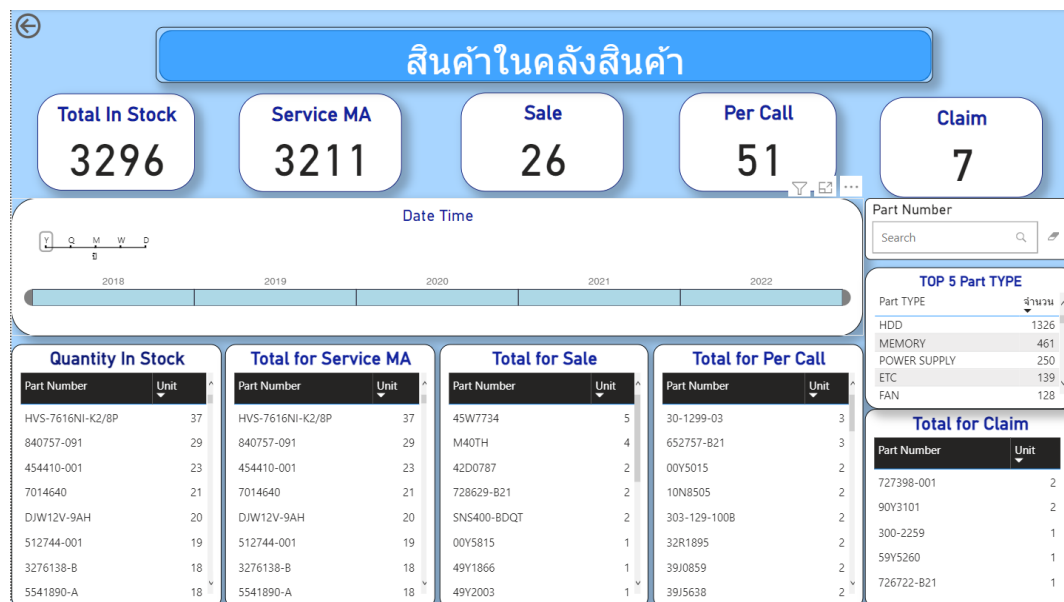 สินค้าในคลังสินค้า
Total In Stock
3296
Service MA
3211
Sale
26
Per Call
51
Claim
7
Date Time
Y Q M W D
ปี
2018 2019 2020 2021 2022
Part Number
Search
TOP 5 Part TYPE
Part TYPE จำนวน
HDD 1326
MEMORY 461
POWER SUPPLY 250
ETC 139
FAN 128
Quantity In Stock
Part Number Unit
HVS-7616NI-K2/8P 37
840757-091 29
454410-001 23
7014640 21
DJW12V-9AH 20
512744-001 19
3276138-B 18
5541890-A 18
Total for Service MA
Part Number Unit
HVS-7616NI-K2/8P 37
840757-091 29
454410-001 23
7014640 21
DJW12V-9AH 20
512744-001 19
3276138-B 18
5541890-A 18
Total for Sale
Part Number Unit
45W7734 5
M40TH 4
42D0787 2
728629-B21 2
SNS400-BDQT 2
00Y5815 1
49Y1866 1
49Y2003 1
Total for Per Call
Part Number Unit
30-1299-03 3
652757-B21 3
00Y5015 2
10N8505 2
303-129-100B 2
32R1895 2
39J0859 2
39J5638 2
Total for Claim
Part Number Unit
727398-001 2
90Y3101 2
300-2259 1
59Y5260 1
726722-B21 1